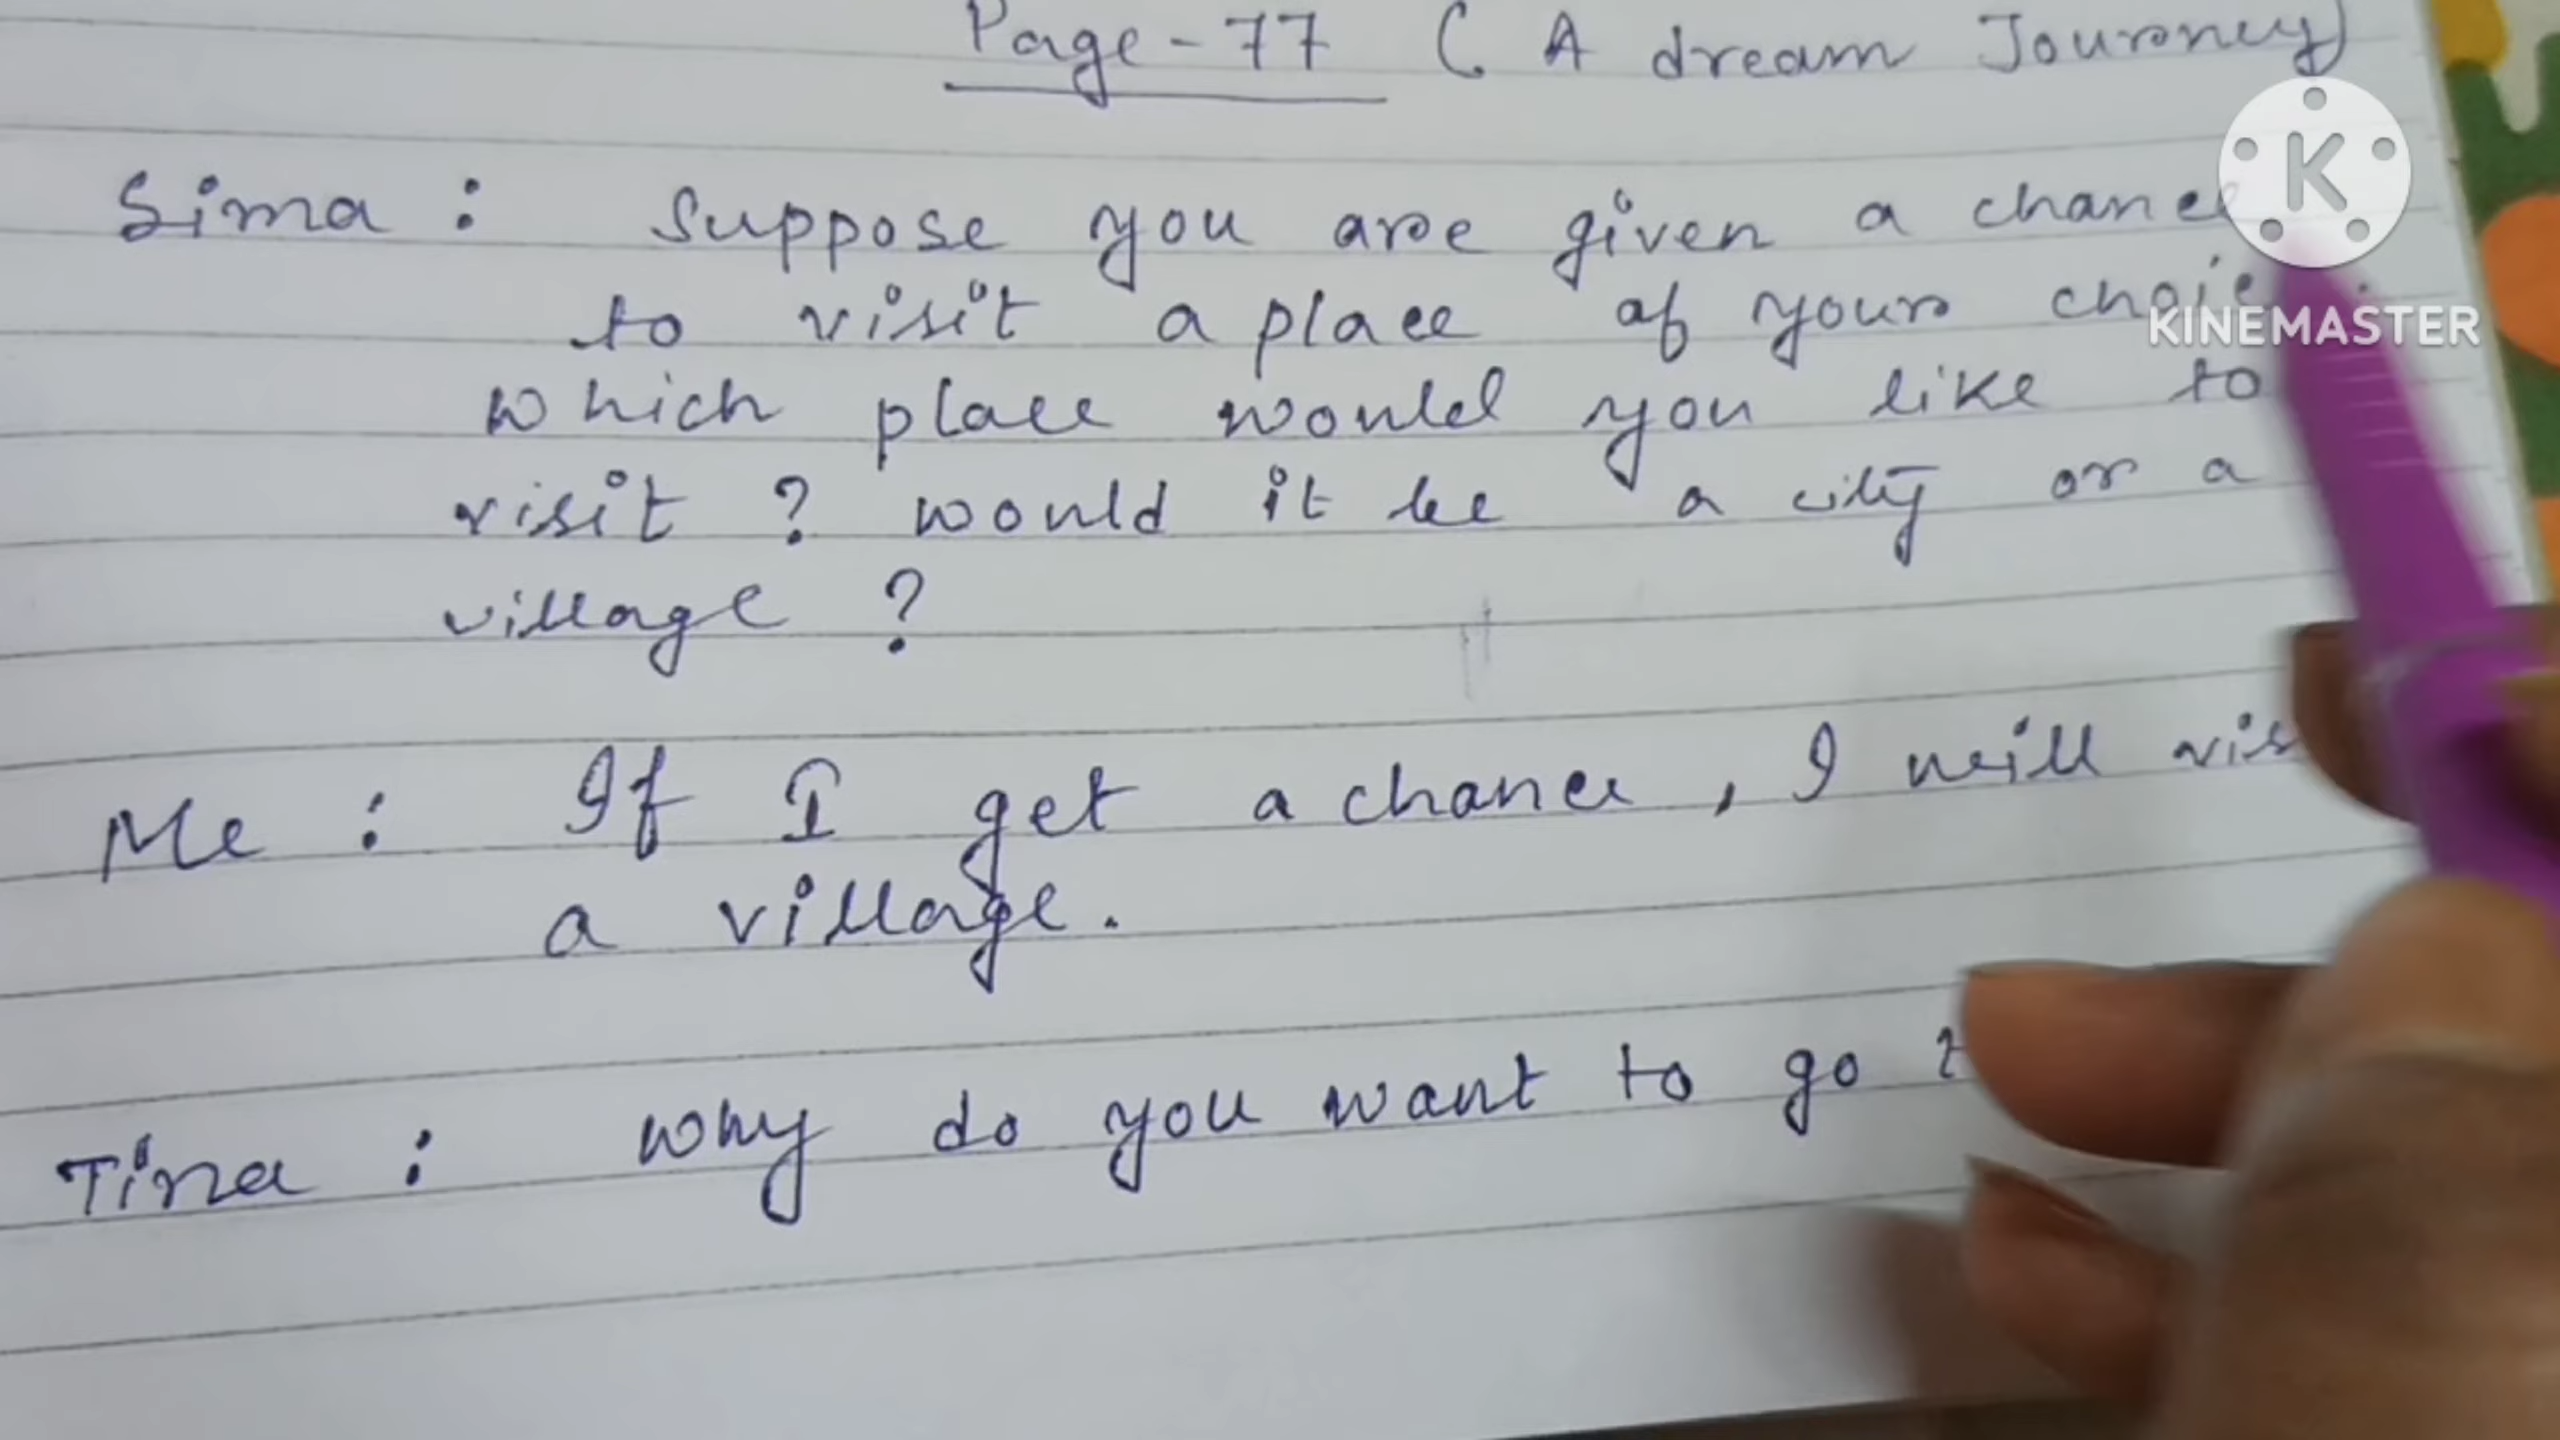 Page-77 (A dream Journey)
Sima : Suppose you are given a chance
to visit a place of your
which place would you like to
visit ? would it be a city or a
village ?
Me : If I get a chance, I will
a village.
Tina : why do you want to go
K
KINEMASTER